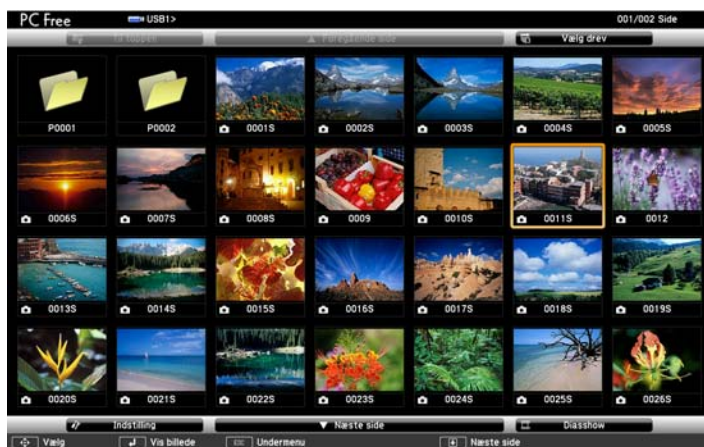 PC Free USB1> 001/002 Side
Til toppen ▲ Foregående side Vælg drev
P0001 P0002 0001S 0002S 0003S 0004S 0005S
0006S 0007S 0008S 0009 0010S 0011S 0012
0013S 0014S 0015S 0016S 0017S 0018S 0019S
0020S 0021S 0022S 0023S 0024S 0025S 0026S
Indstilling ▼ Næste side Diasshow
Vælg Vis billede ESC Undermenu Næste side